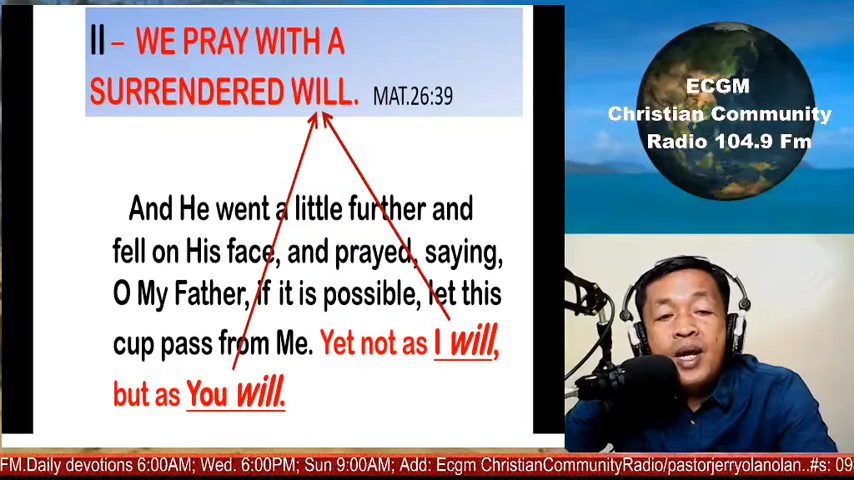 II – WE PRAY WITH A
SURRENDERED WILL. MAT.26:39
And He went a little further and
fell on His face, and prayed, saying,
O My Father, if it is possible, let this
cup pass from Me. Yet not as I will,
but as You will.
ECGM
Christian Community
Radio 104.9 Fm
FM.Daily devotions 6:00AM; Wed. 6:00PM; Sun 9:00AM; Add: Ecgm ChristianCommunityRadio/pastorjerryolanolan..#s: 09